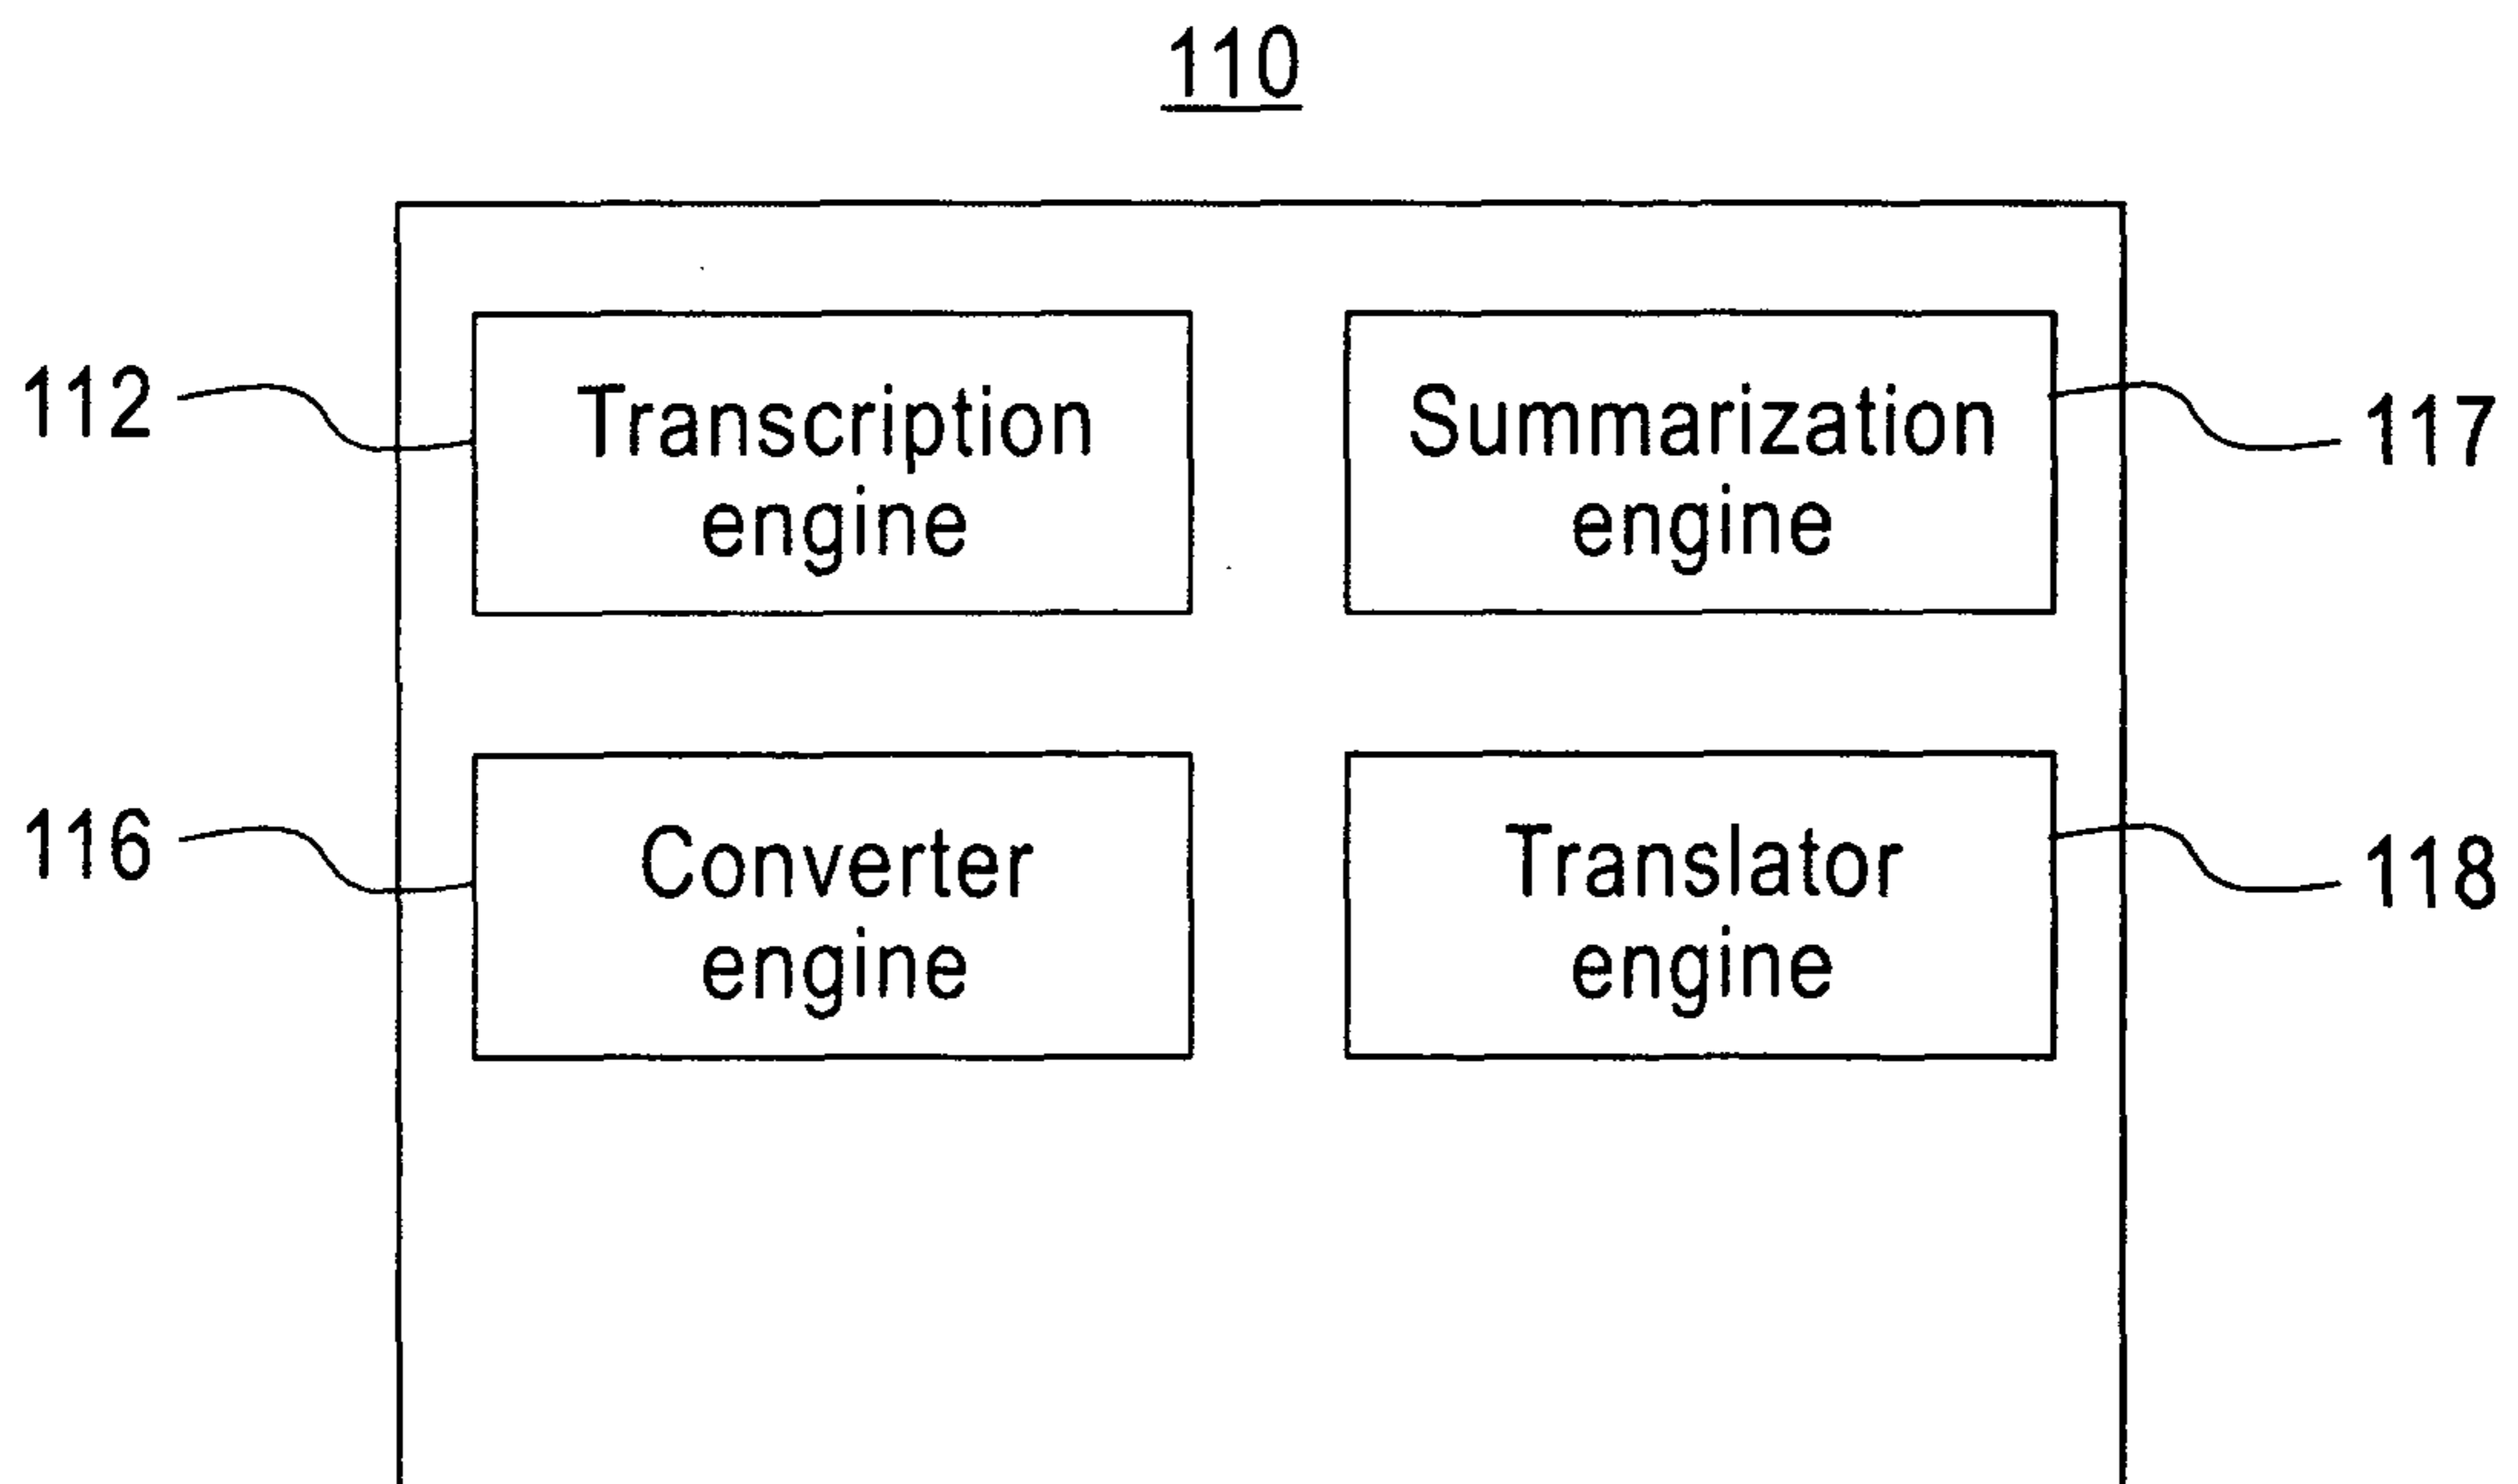 110
112
Transcription
engine
Summarization
engine
117
116
Converter
engine
Translator
engine
118